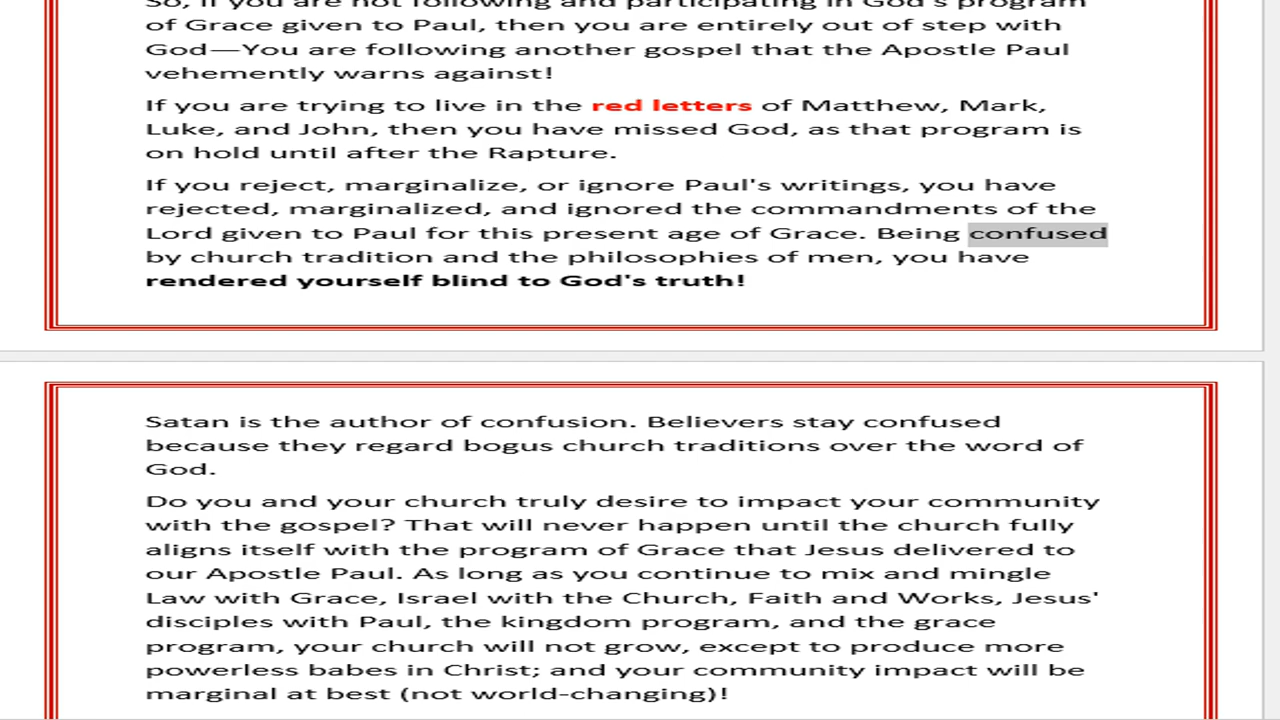 So, if you are not following and participating in God's program
of Grace given to Paul, then you are entirely out of step with
God—You are following another gospel that the Apostle Paul
vehemently warns against!
If you are trying to live in the red letters of Matthew, Mark,
Luke, and John, then you have missed God, as that program is
on hold until after the Rapture.
If you reject, marginalize, or ignore Paul's writings, you have
rejected, marginalized, and ignored the commandments of the
Lord given to Paul for this present age of Grace. Being confused
by church tradition and the philosophies of men, you have
rendered yourself blind to God's truth!
Satan is the author of confusion. Believers stay confused
because they regard bogus church traditions over the word of
God.
Do you and your church truly desire to impact your community
with the gospel? That will never happen until the church fully
aligns itself with the program of Grace that Jesus delivered to
our Apostle Paul. As long as you continue to mix and mingle
Law with Grace, Israel with the Church, Faith and Works, Jesus'
disciples with Paul, the kingdom program, and the grace
program, your church will not grow, except to produce more
powerless babes in Christ; and your community impact will be
marginal at best (not world-changing)!